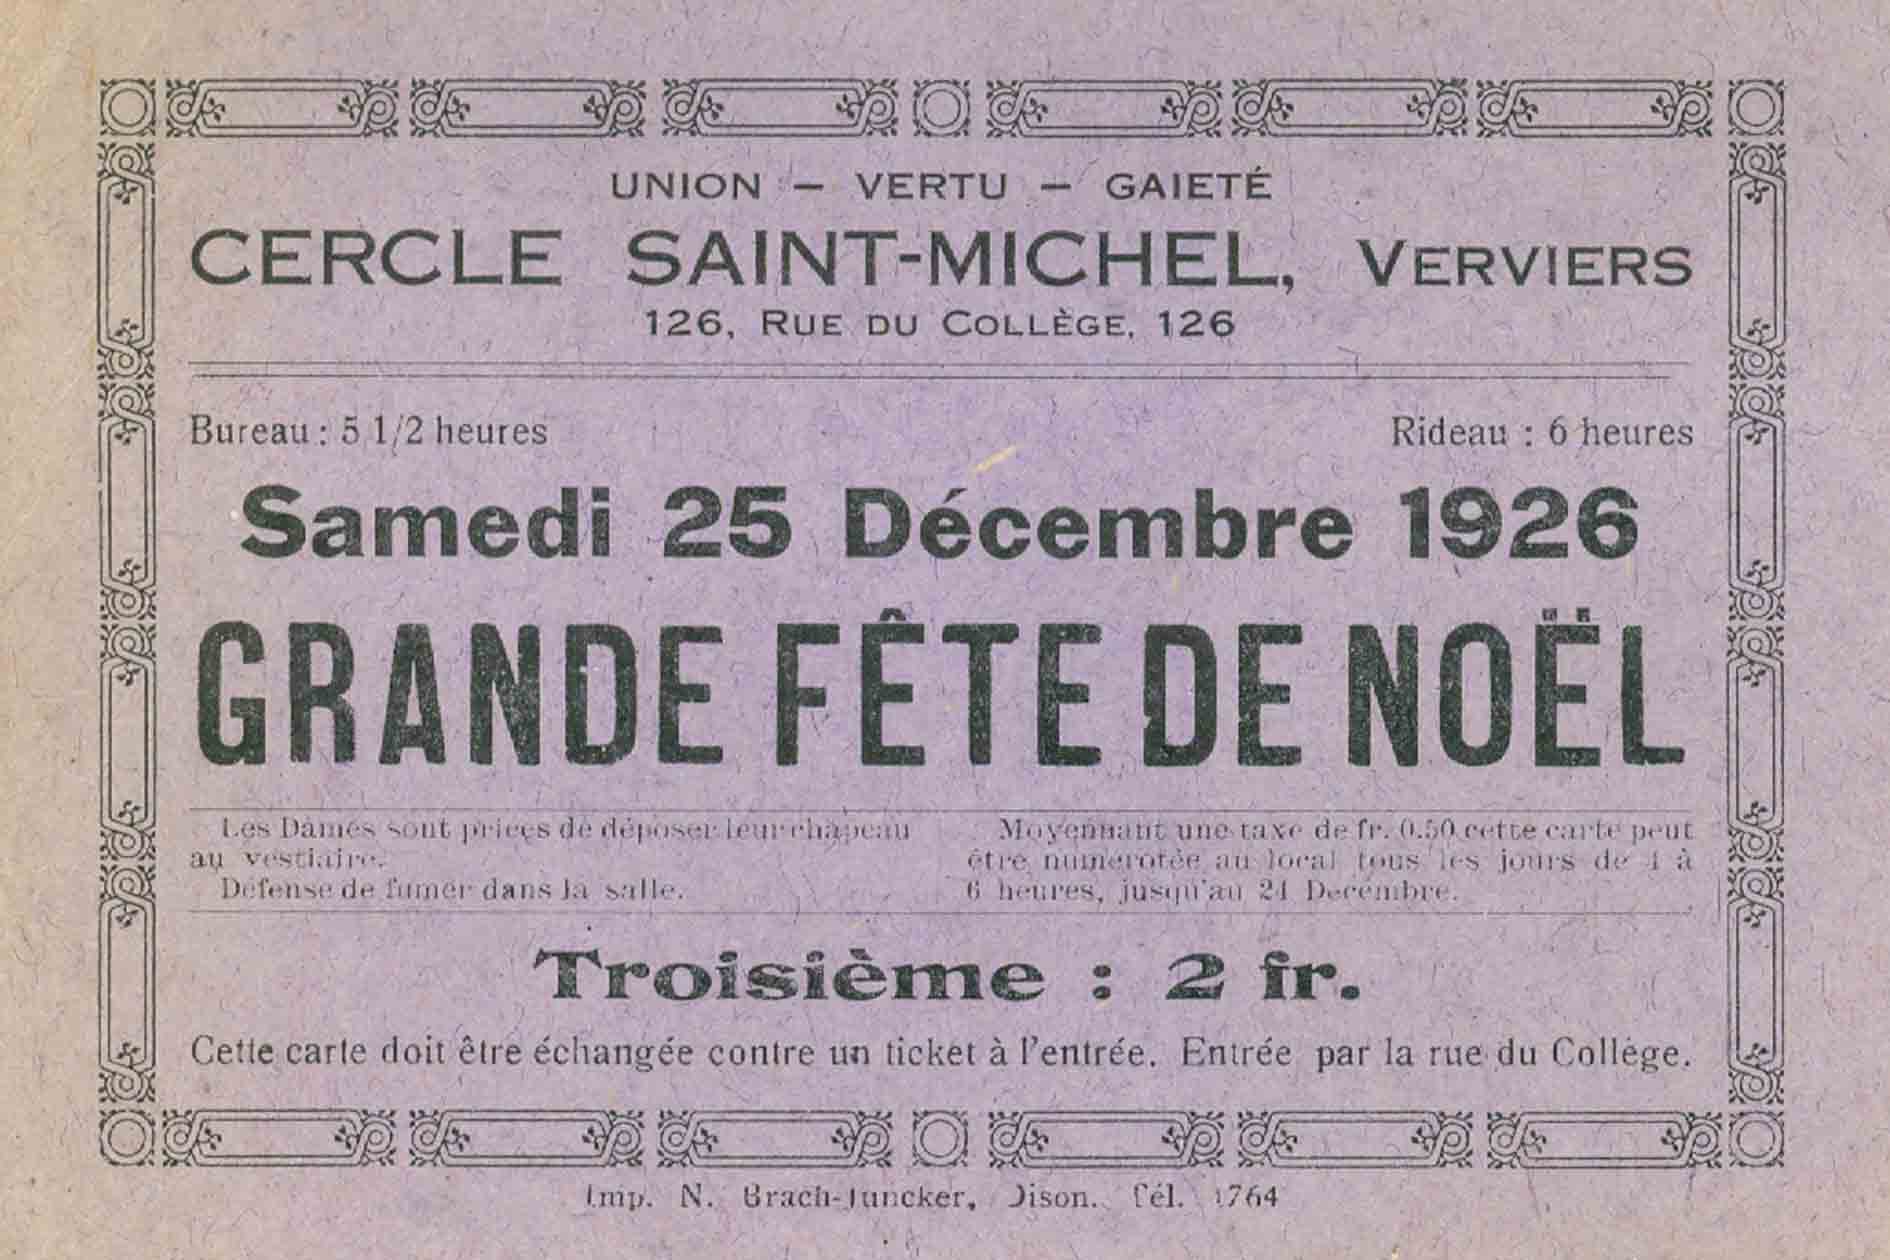 UNION — VERTU — GAIETÉ
CERCLE SAINT-MICHEL, VERVIERS
126, RUE DU COLLÈGE, 126
Bureau : 5 1/2 heures
Rideau : 6 heures
Samedi 25 Décembre 1926
GRANDE FÊTE DE NOËL
Les Dames sont priées de déposer leur chapeau
au vestiaire.
Défense de fumer dans la salle.
Moyennant une taxe de fr. 0.50 cette carte peut
être numérotée au local tous les jours de 4 à
6 heures, jusqu'au 24 Décembre.
Troisième : 2 fr.
Cette carte doit être échangée contre un ticket à l'entrée. Entrée par la rue du Collège.
Imp. N. Brach-Juncker, Dison. Tél. 1764